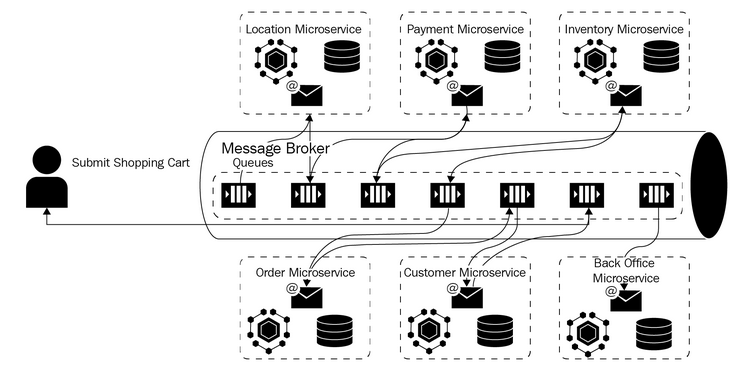 Location Microservice
Payment Microservice
Inventory Microservice
@
@
@
Message Broker
Queues
Submit Shopping Cart
Order Microservice
Customer Microservice
Back Office
Microservice
@
@
@